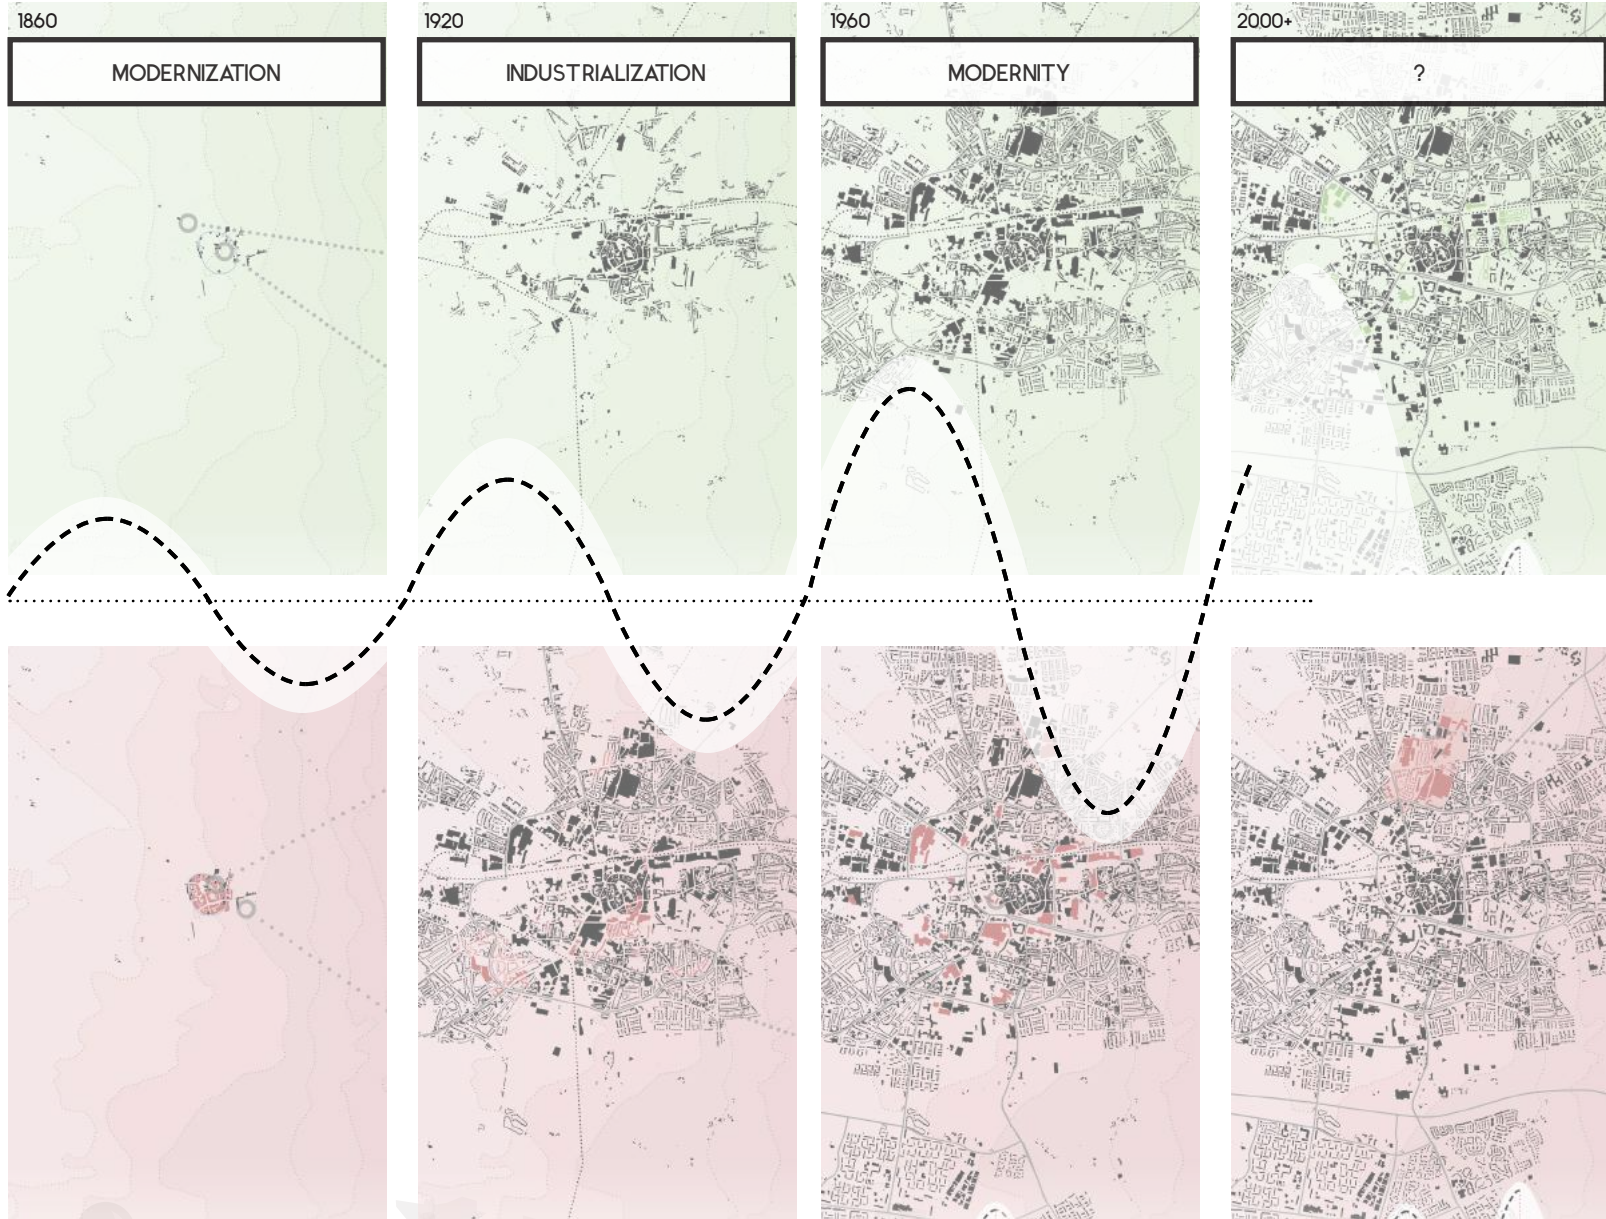 1860
MODERNIZATION
1920
INDUSTRIALIZATION
1960
MODERNITY
2000+
?